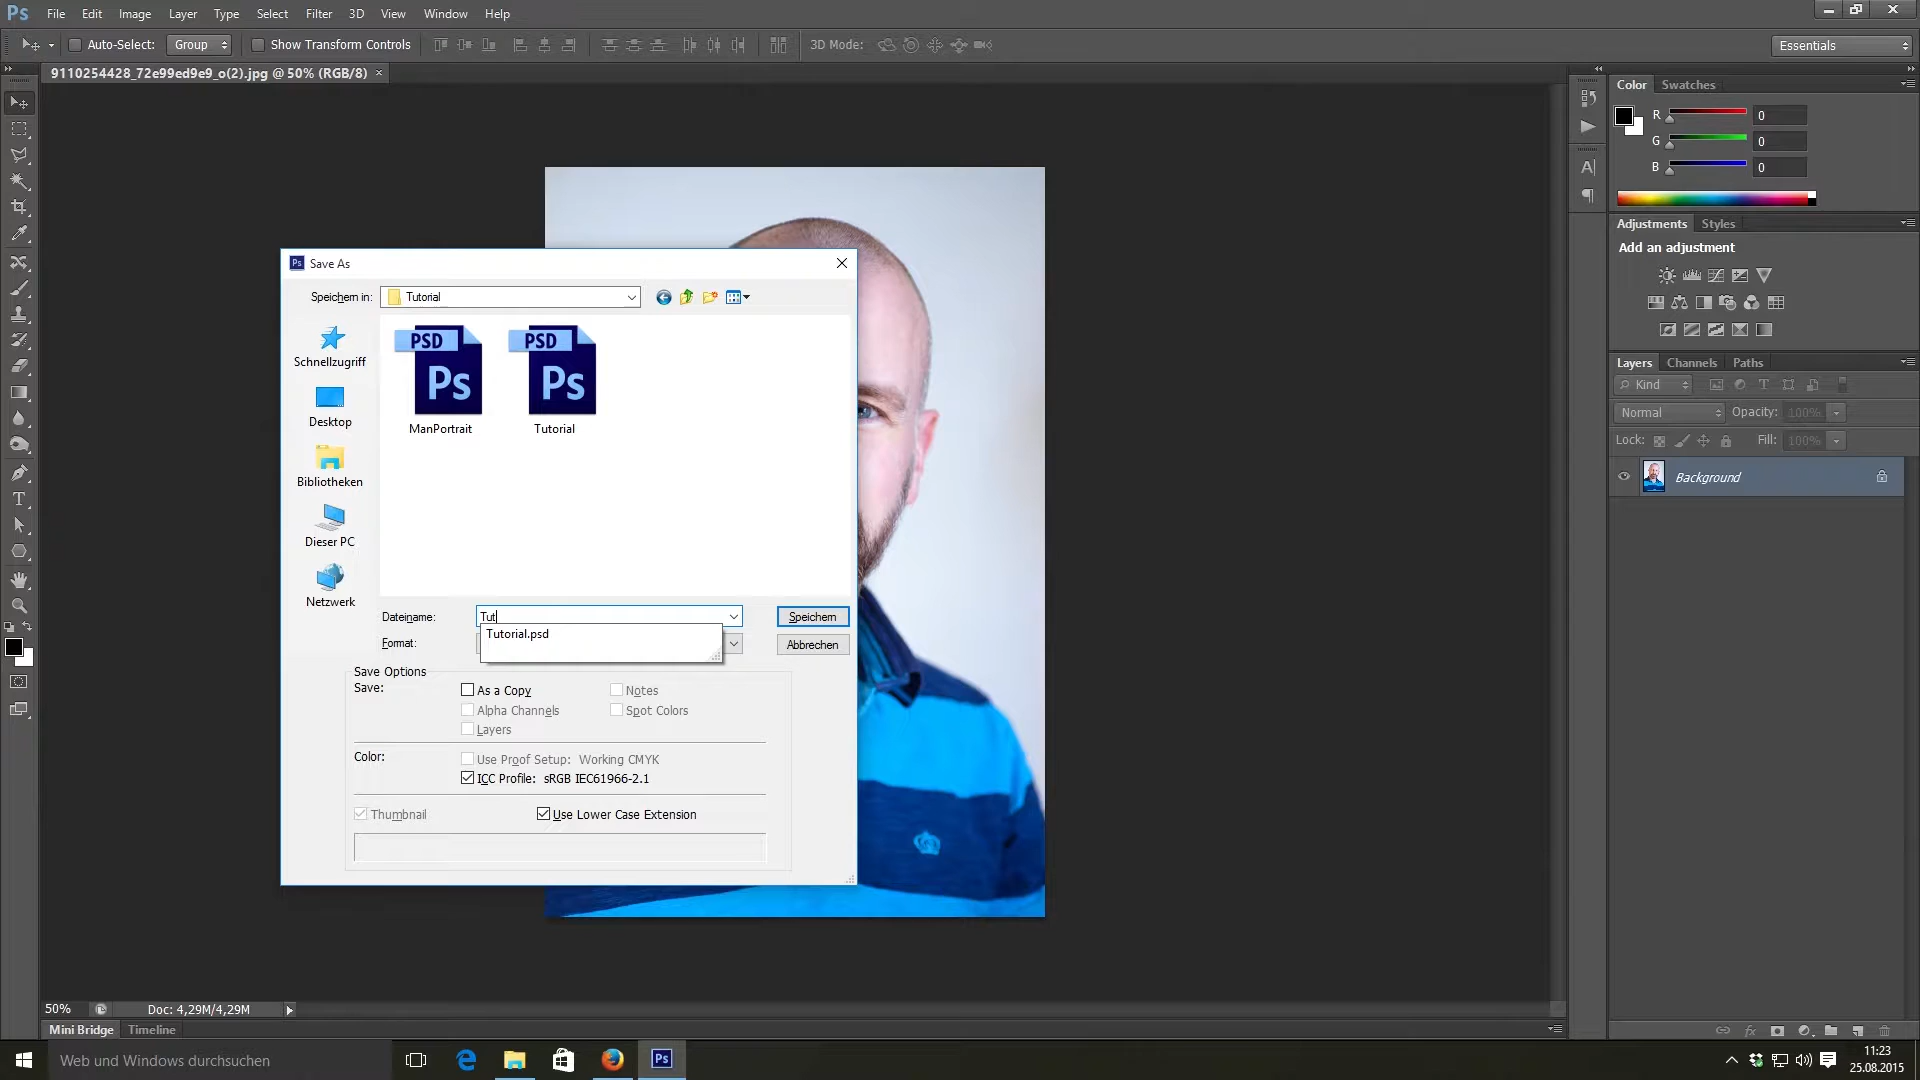 Ps File Edit Image Layer Type Select Filter 3D View Window Help
Auto-Select: Group Show Transform Controls 3D Mode: Essentials
9110254428_72e99ed9e9_o(2).jpg @ 50% (RGB/8) ×
Color Swatches
R 0
G 0
B 0
Adjustments Styles
Add an adjustment
Layers Channels Paths
Kind
Normal Opacity: 100%
Lock: Fill: 100%
Background
Ps Save As
Speichern in: Tutorial
Schnellzugriff
Desktop
Bibliotheken
Dieser PC
Netzwerk
PSD PSD
Ps Ps
ManPortrait Tutorial
Dateiname: Tut Speichern
Tutorial.psd
Format: Abbrechen
Save Options
Save: As a Copy Notes
Alpha Channels Spot Colors
Layers
Color: Use Proof Setup: Working CMYK
ICC Profile: sRGB IEC61966-2.1
Thumbnail Use Lower Case Extension
50% Doc: 4,29M/4,29M
Mini Bridge Timeline
Web und Windows durchsuchen Ps
11:23
25.08.2015